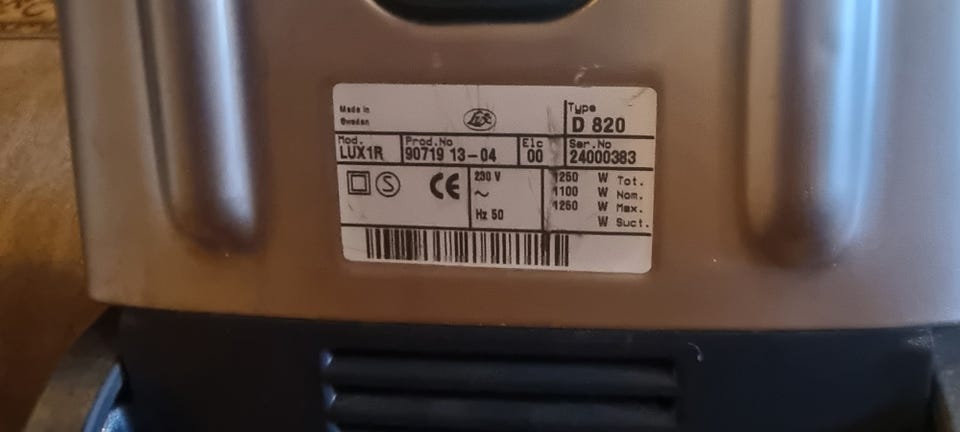 Made in
Sweden
LUX
Type
D 820
Mod.
LUX1R
Prod.No
90719 13-04
Elc
00
Ser.No
24000383
S
CE
230 V
~
Hz 50
1250 W Tot.
1100 W Nom.
1250 W Max.
W Suct.